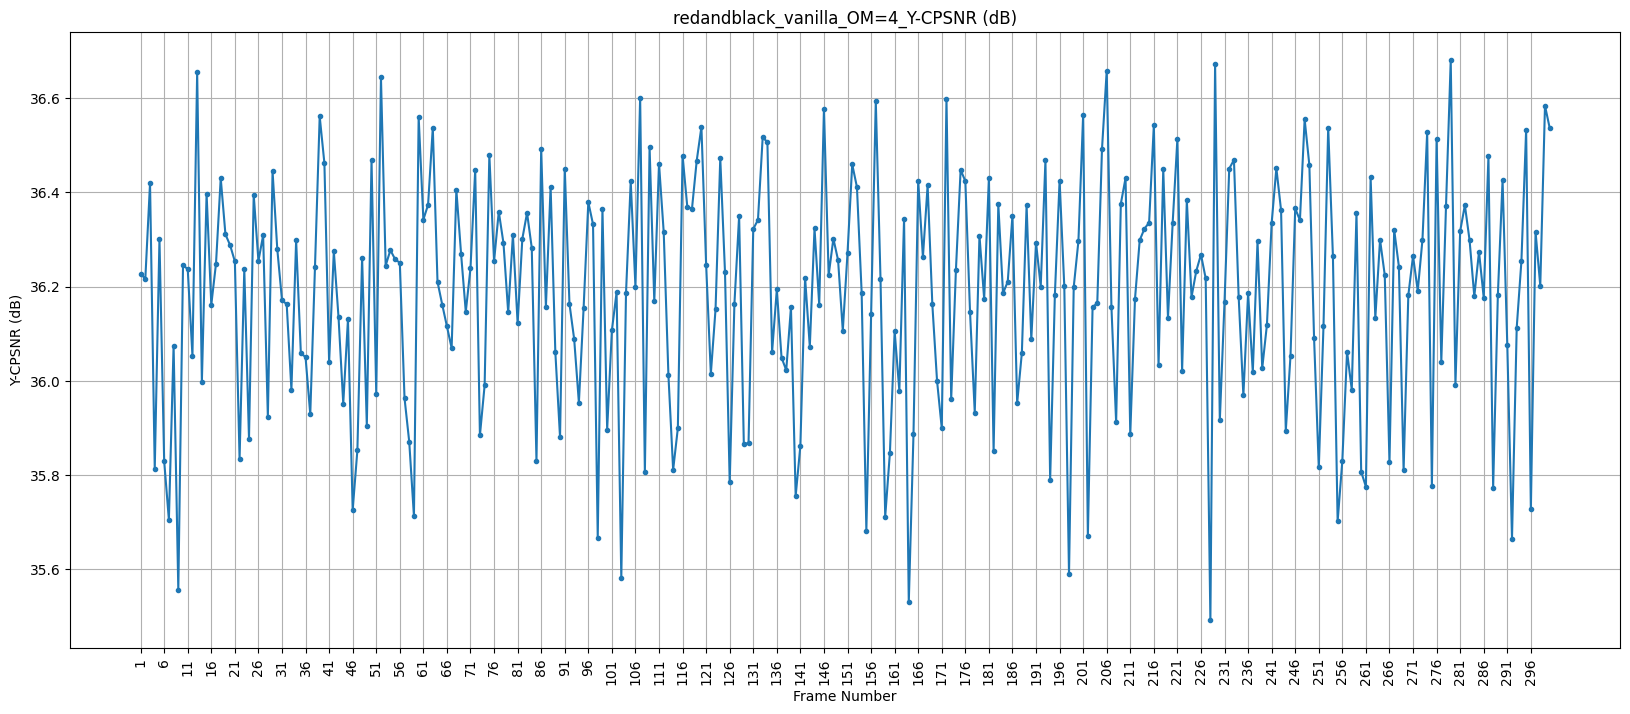 redandblack_vanilla_OM=4_Y-CPSNR (dB)
Y-CPSNR (dB)
36.6
36.4
36.2
36.0
35.8
35.6
1 6 11 16 21 26 31 36 41 46 51 56 61 66 71 76 81 86 91 96 101 106 111 116 121 126 131 136 141 146 151 156 161 166 171 176 181 186 191 196 201 206 211 216 221 226 231 236 241 246 251 256 261 266 271 276 281 286 291 296
Frame Number